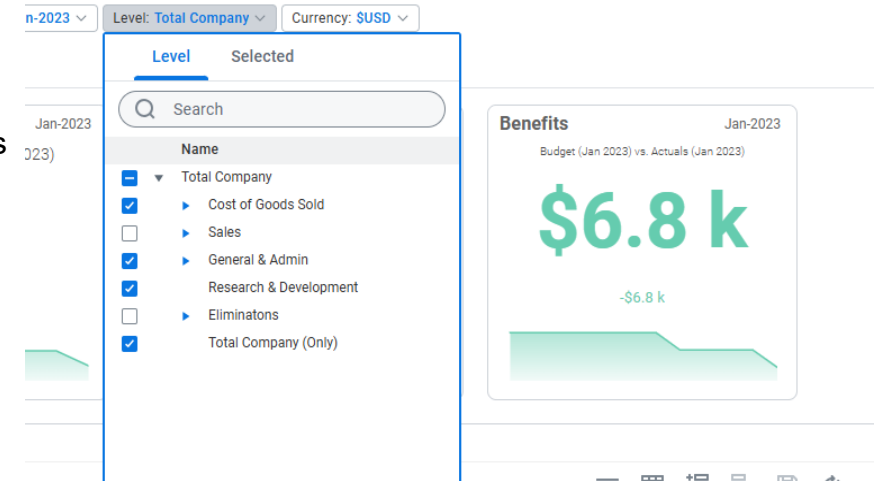 n-2023
Level: Total Company
Currency: $USD
Level
Selected
Search
Name
Total Company
Cost of Goods Sold
Sales
General & Admin
Research & Development
Eliminatons
Total Company (Only)
s
Jan-2023
023)
Benefits
Jan-2023
Budget (Jan 2023) vs. Actuals (Jan 2023)
$6.8 k
-$6.8 k